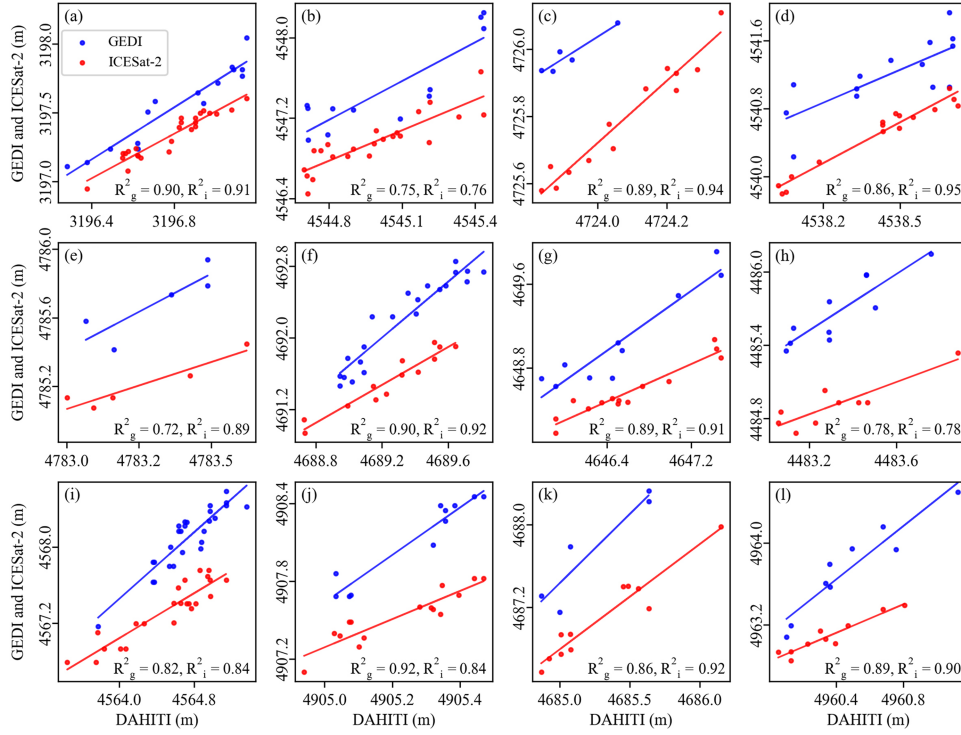 (a)
GEDI
ICESat-2
3198.0
3197.5
3197.0
R²g = 0.90, R²i = 0.91
3196.4 3196.8
(b)
4548.0
4547.2
4546.4
R²g = 0.75, R²i = 0.76
4544.8 4545.1 4545.4
(c)
4726.0
4725.8
4725.6
R²g = 0.89, R²i = 0.94
4724.0 4724.2
(d)
4541.6
4540.8
4540.0
R²g = 0.86, R²i = 0.95
4538.2 4538.5
GEDI and ICESat-2 (m)
(e)
4786.0
4785.6
4785.2
R²g = 0.72, R²i = 0.89
4783.0 4783.2 4783.5
(f)
4692.8
4692.0
4691.2
R²g = 0.90, R²i = 0.92
4688.8 4689.2 4689.6
(g)
4649.6
4648.8
R²g = 0.89, R²i = 0.91
4646.4 4647.2
(h)
4486.0
4485.4
4484.8
R²g = 0.78, R²i = 0.78
4483.2 4483.6
GEDI and ICESat-2 (m)
(i)
4568.0
4567.2
R²g = 0.82, R²i = 0.84
4564.0 4564.8
DAHITI (m)
(j)
4908.4
4907.8
4907.2
R²g = 0.92, R²i = 0.84
4905.0 4905.2 4905.4
DAHITI (m)
(k)
4688.0
4687.2
R²g = 0.86, R²i = 0.92
4685 4685 4686
DAHITI (m)
(l)
4964.0
4963.2
R²g = 0.89, R²i = 0.90
4960.4 4960.8
DAHITI (m)
GEDI and ICESat-2 (m)